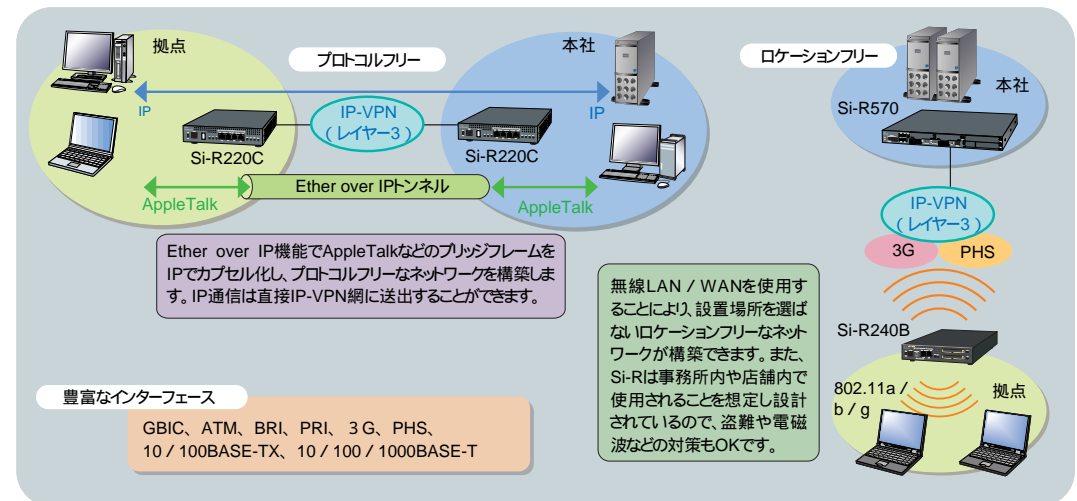 プロトコルフリー
拠点
本社
IP
IP
IP-VPN
（レイヤー3）
Si-R220C
Si-R220C
Ether over IPトンネル
AppleTalk
AppleTalk
Ether over IP機能でAppleTalkなどのブリッジフレームを
IPでカプセル化し、プロトコルフリーなネットワークを構築しま
す。IP通信は直接IP-VPN網に送出することができます。
ロケーションフリー
本社
Si-R570
IP-VPN
（レイヤー3）
3G
PHS
Si-R240B
802.11a /
b / g
拠点
無線LAN / WANを使用す
ることにより、設置場所を選ば
ないロケーションフリーなネット
ワークが構築できます。また、
Si-Rは事務所内や店舗内で
使用されることを想定し設計
されているので、盗難や電磁
波などの対策もOKです。
豊富なインターフェース
GBIC、ATM、BRI、PRI、３G、PHS、
10 / 100BASE-TX、10 / 100 / 1000BASE-T